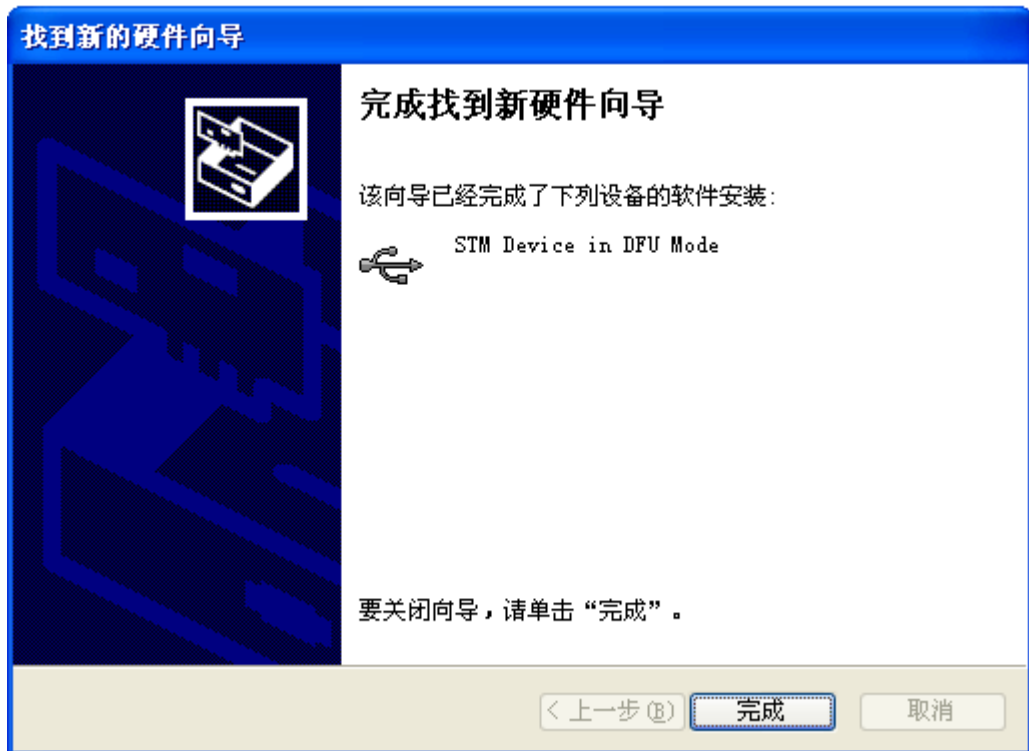 找到新的硬件向导
完成找到新硬件向导
该向导已经完成了下列设备的软件安装:
STM Device in DFU Mode
要关闭向导，请单击“完成”。
< 上一步(B)
完成
取消